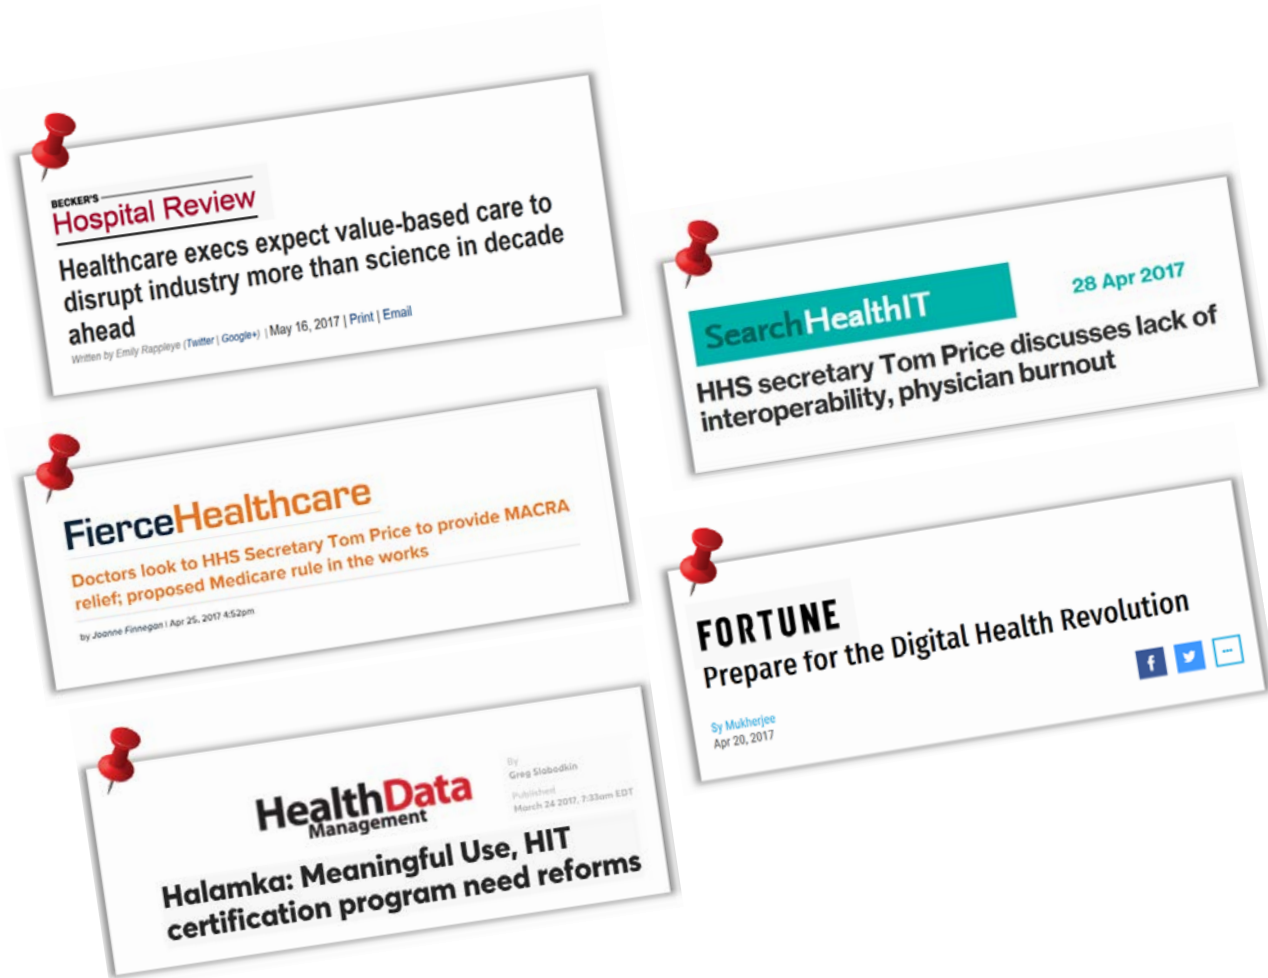 BECKER'S
Hospital Review
Healthcare execs expect value-based care to
disrupt industry more than science in decade
ahead
Written by Emily Rappleye (Twitter | Google+) | May 16, 2017 | Print | Email
FierceHealthcare
Doctors look to HHS Secretary Tom Price to provide MACRA
relief; proposed Medicare rule in the works
by Joanne Finnegan | Apr 25, 2017 4:52pm
HealthData
Management
By
Greg Slabodkin
Published
March 24 2017, 7:33am EDT
Halamka: Meaningful Use, HIT
certification program need reforms
SearchHealthIT
28 Apr 2017
HHS secretary Tom Price discusses lack of
interoperability, physician burnout
FORTUNE
Prepare for the Digital Health Revolution
Sy Mukherjee
Apr 20, 2017